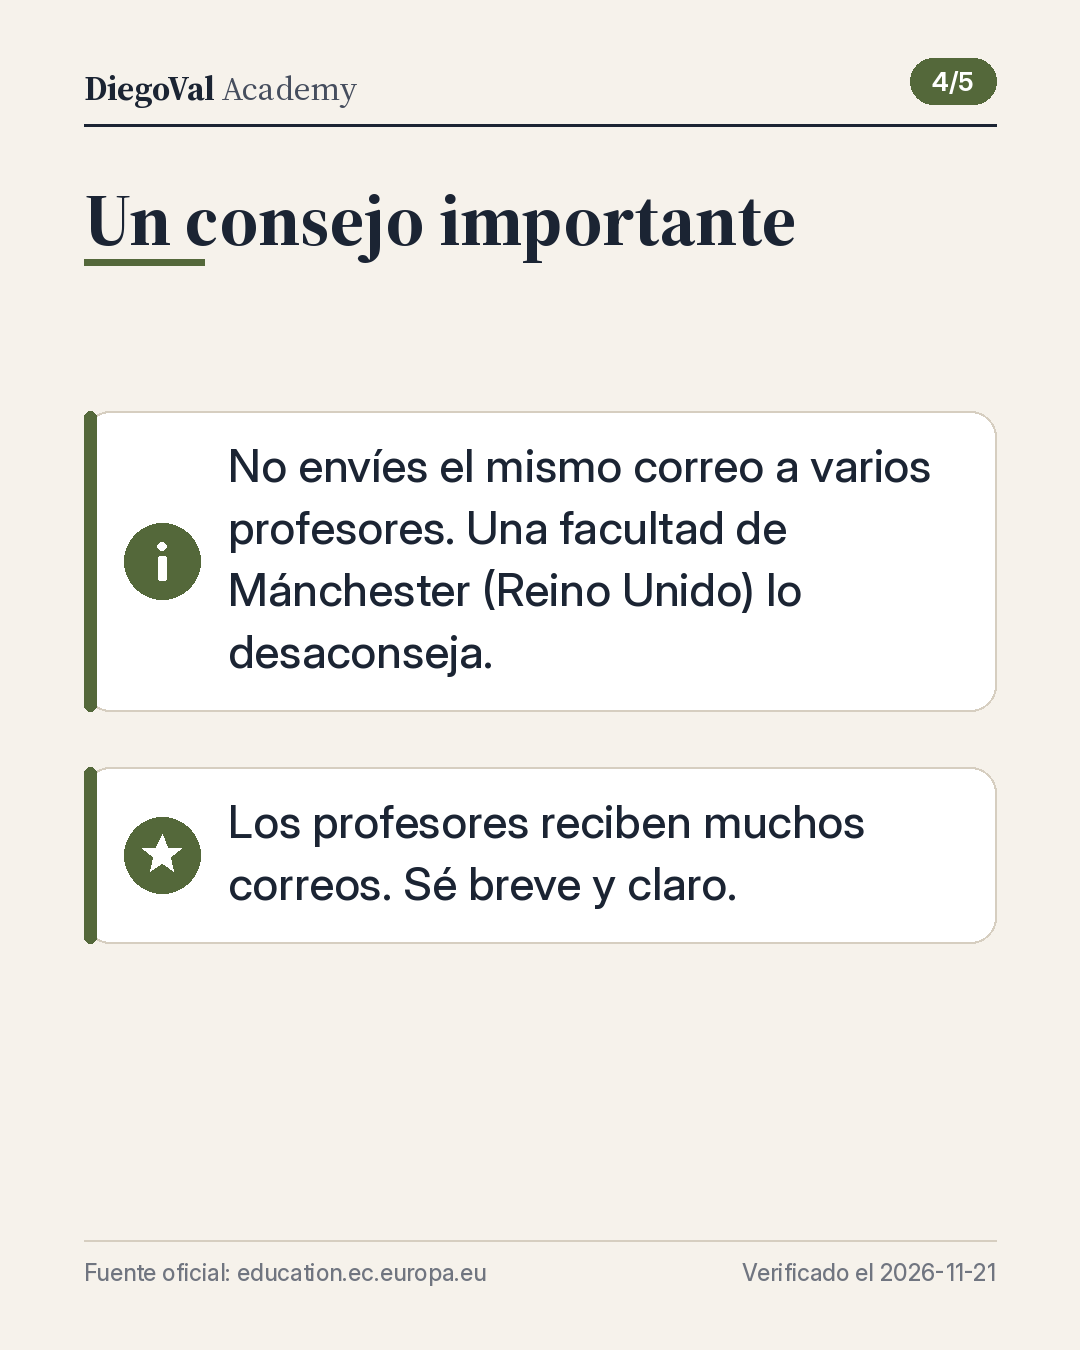 DiegoVal Academy
4/5
Un consejo importante
No envíes el mismo correo a varios
profesores. Una facultad de
Mánchester (Reino Unido) lo
desaconseja.
Los profesores reciben muchos
correos. Sé breve y claro.
Fuente oficial: education.ec.europa.eu
Verificado el 2026-11-21